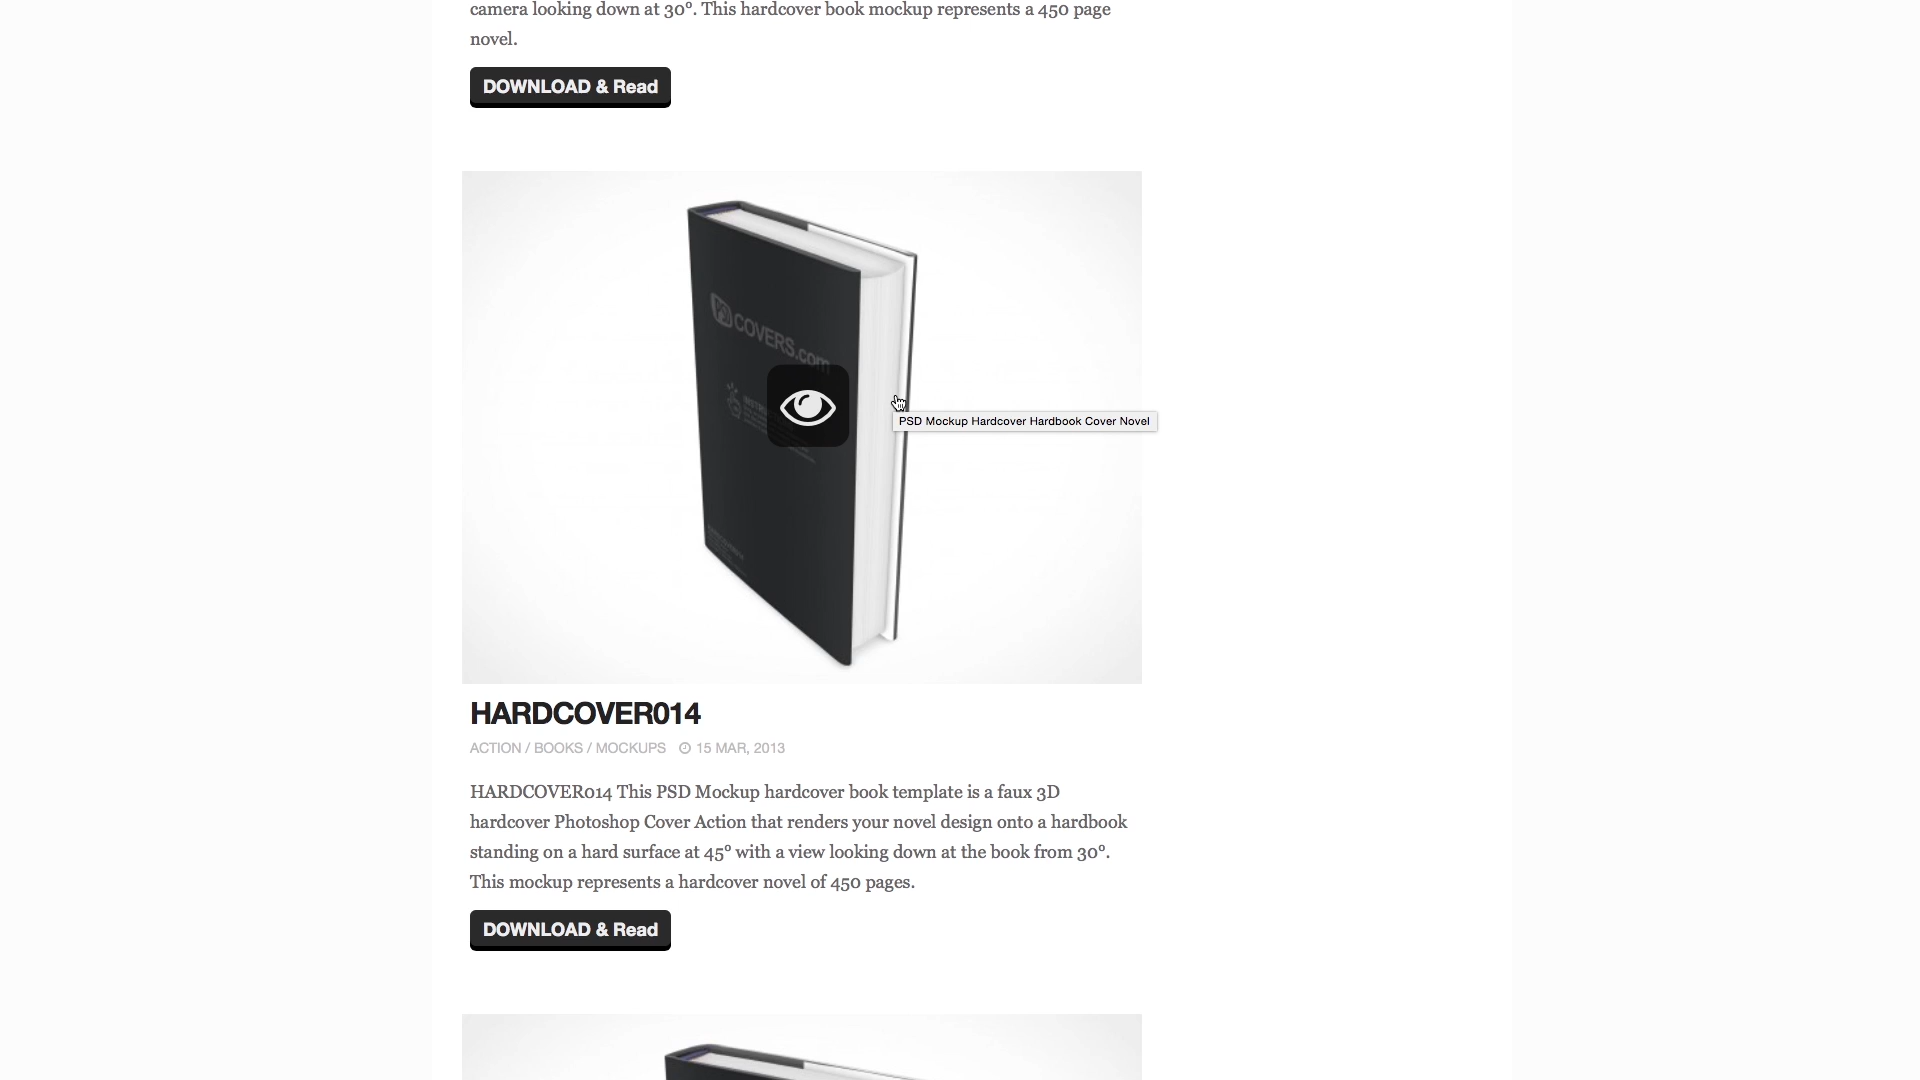 camera looking down at 30°. This hardcover book mockup represents a 450 page
novel.
DOWNLOAD & Read
COVERS.com
PSD Mockup Hardcover Hardbook Cover Novel
HARDCOVER014
ACTION / BOOKS / MOCKUPS 15 MAR, 2013
HARDCOVER014 This PSD Mockup hardcover book template is a faux 3D
hardcover Photoshop Cover Action that renders your novel design onto a hardbook
standing on a hard surface at 45° with a view looking down at the book from 30°.
This mockup represents a hardcover novel of 450 pages.
DOWNLOAD & Read